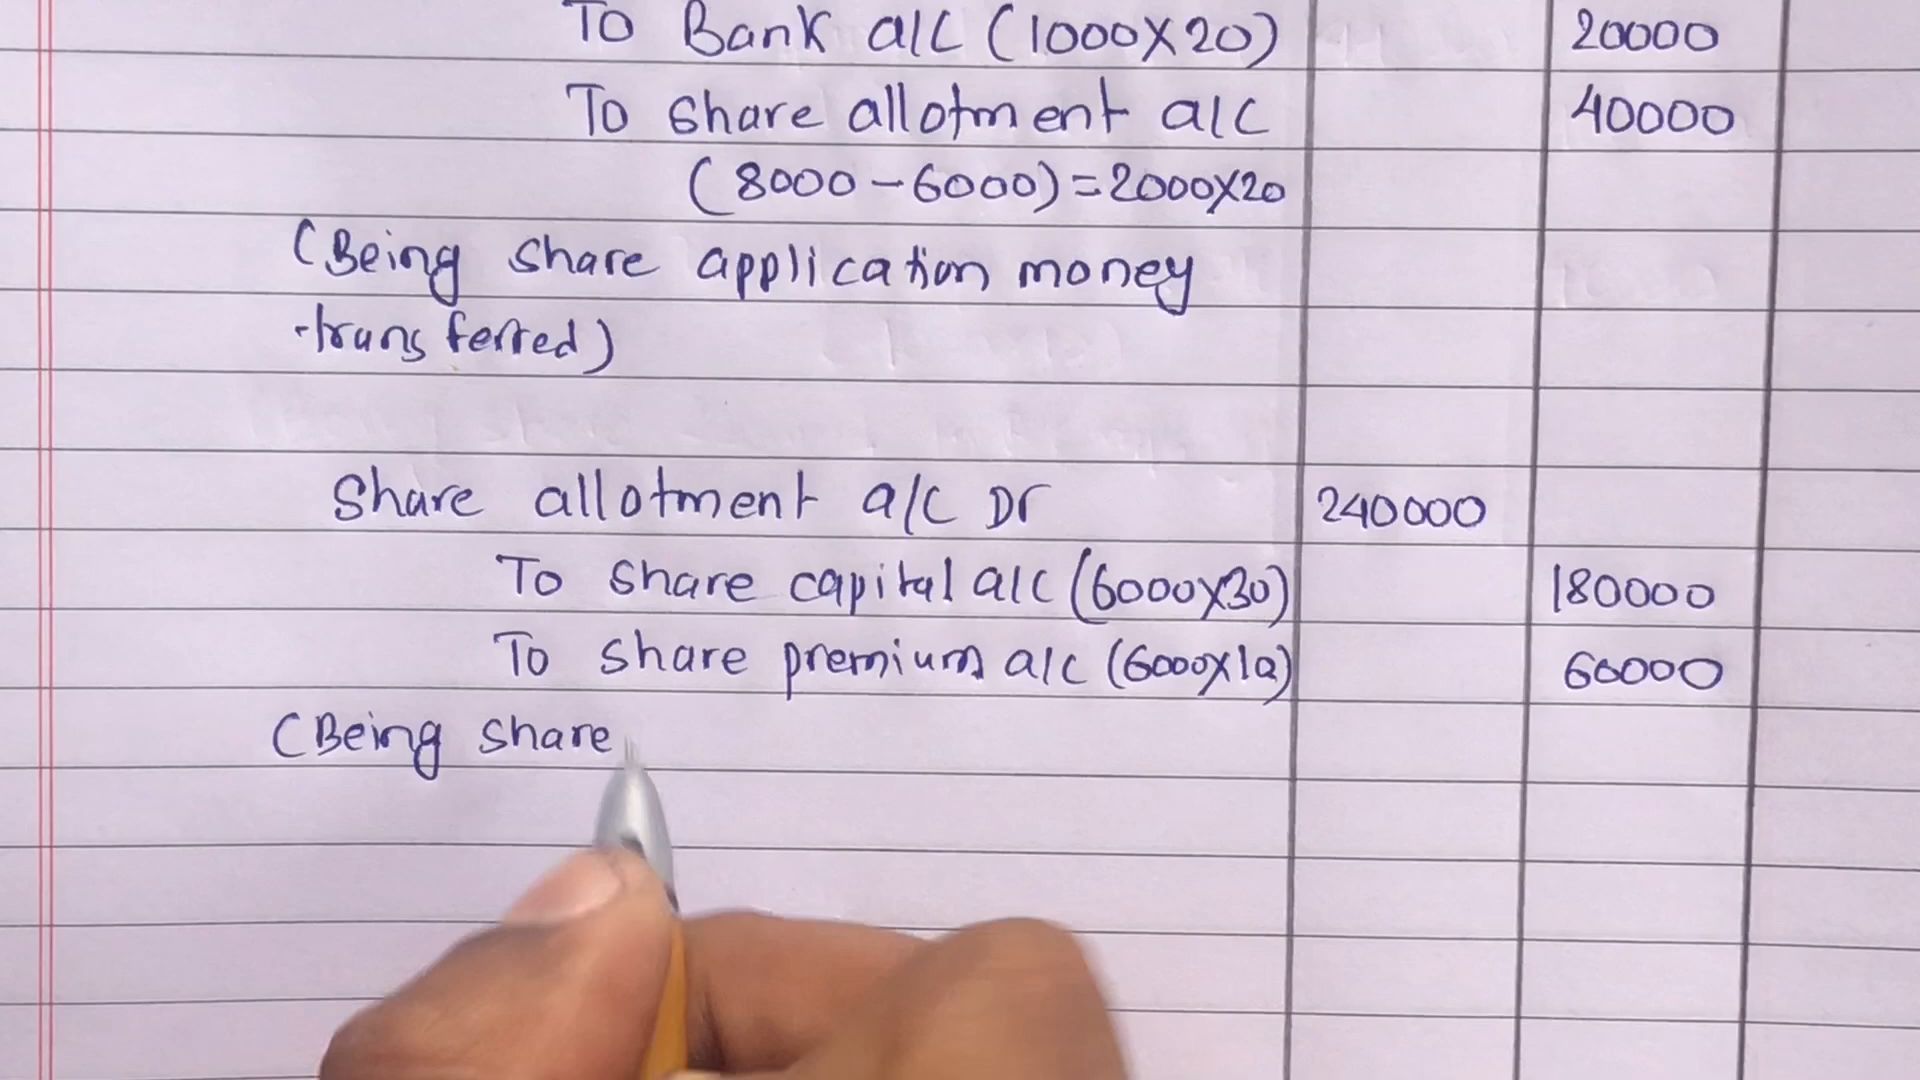 To Bank a/c (1000X20) 20000
To share allotment a/c 40000
(8000-6000)=2000X20
(Being share application money
transferred)
Share allotment a/c Dr 240000
To share capital a/c (6000X30) 180000
To share premium a/c (6000X10) 60000
(Being share